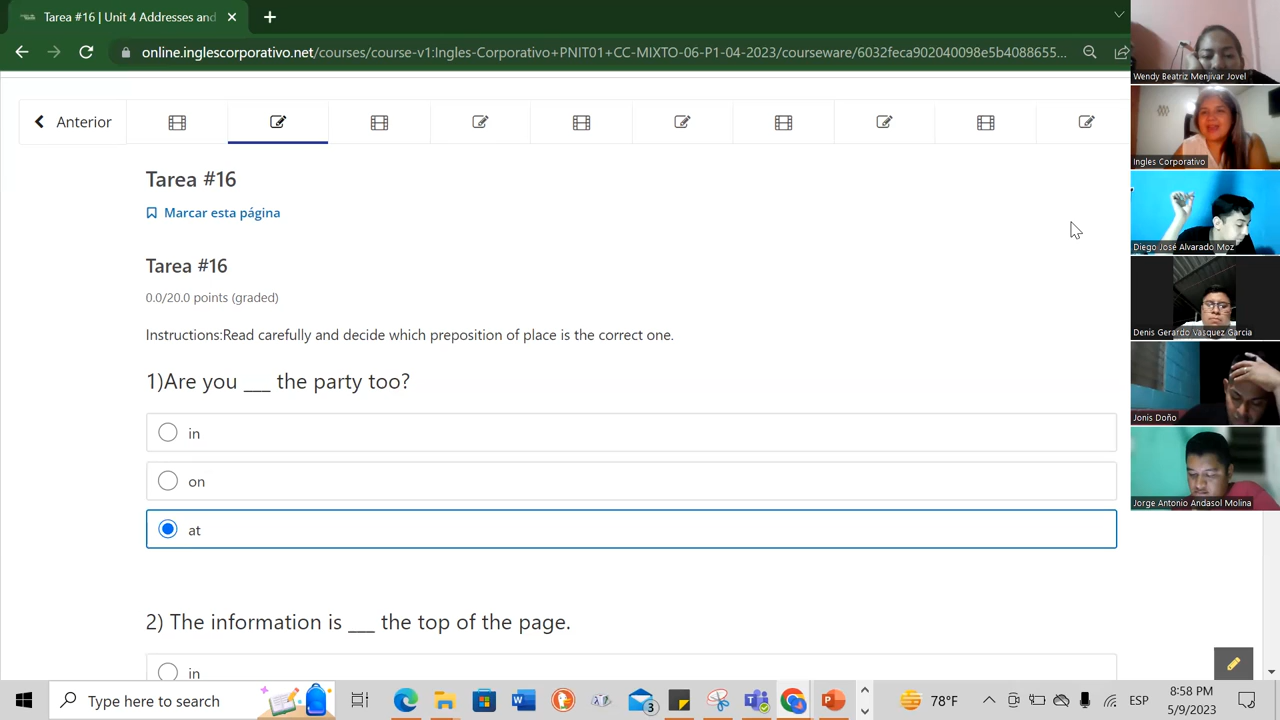 Tarea #16 | Unit 4 Addresses and
online.inglescorporativo.net/courses/course-v1:Ingles-Corporativo+PNIT01+CC-MIXTO-06-P1-04-2023/courseware/6032feca902040098e5b4088655...
Anterior
Tarea #16
Marcar esta página
Tarea #16
0.0/20.0 points (graded)
Instructions:Read carefully and decide which preposition of place is the correct one.
1)Are you ___ the party too?
in
on
at
2) The information is ___ the top of the page.
in
Wendy Beatriz Menjivar Jovel
Ingles Corporativo
Diego José Alvarado Moz
Denis Gerardo Vasquez Garcia
Jonis Doño
Jorge Antonio Andasol Molina
Type here to search
3
78°F
ESP
8:58 PM
5/9/2023